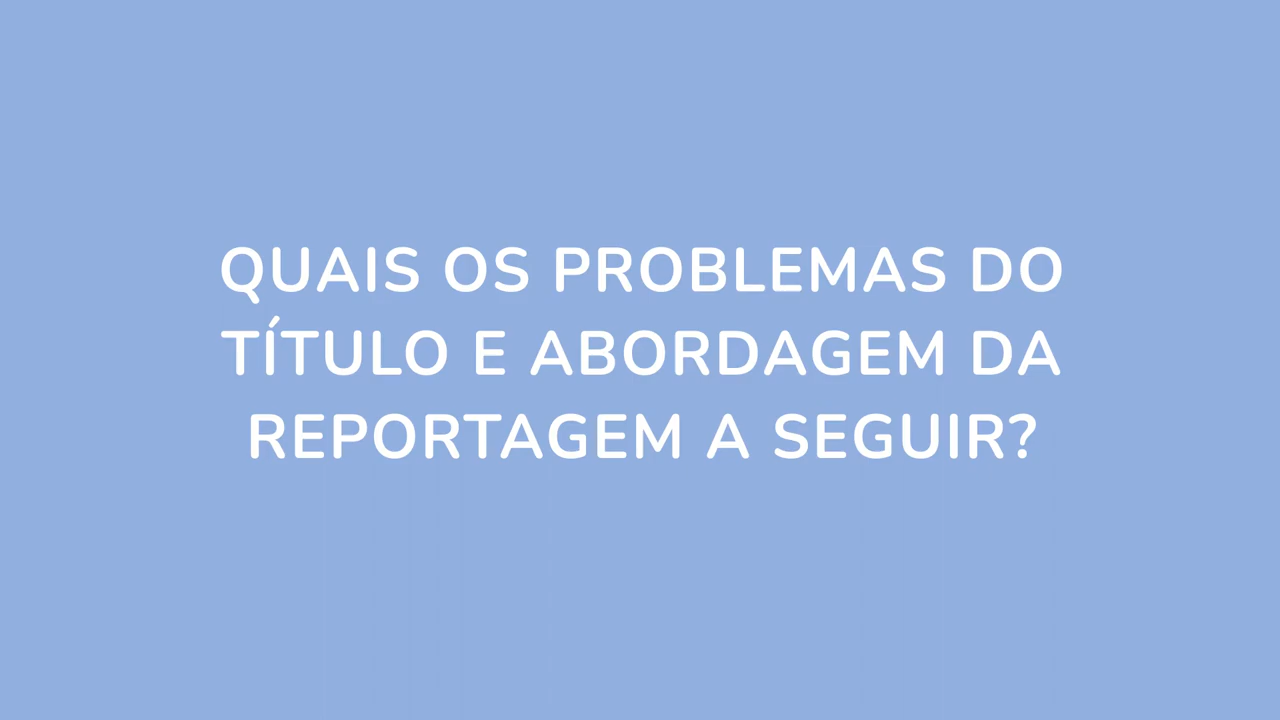 QUAIS OS PROBLEMAS DO
TÍTULO E ABORDAGEM DA
REPORTAGEM A SEGUIR?